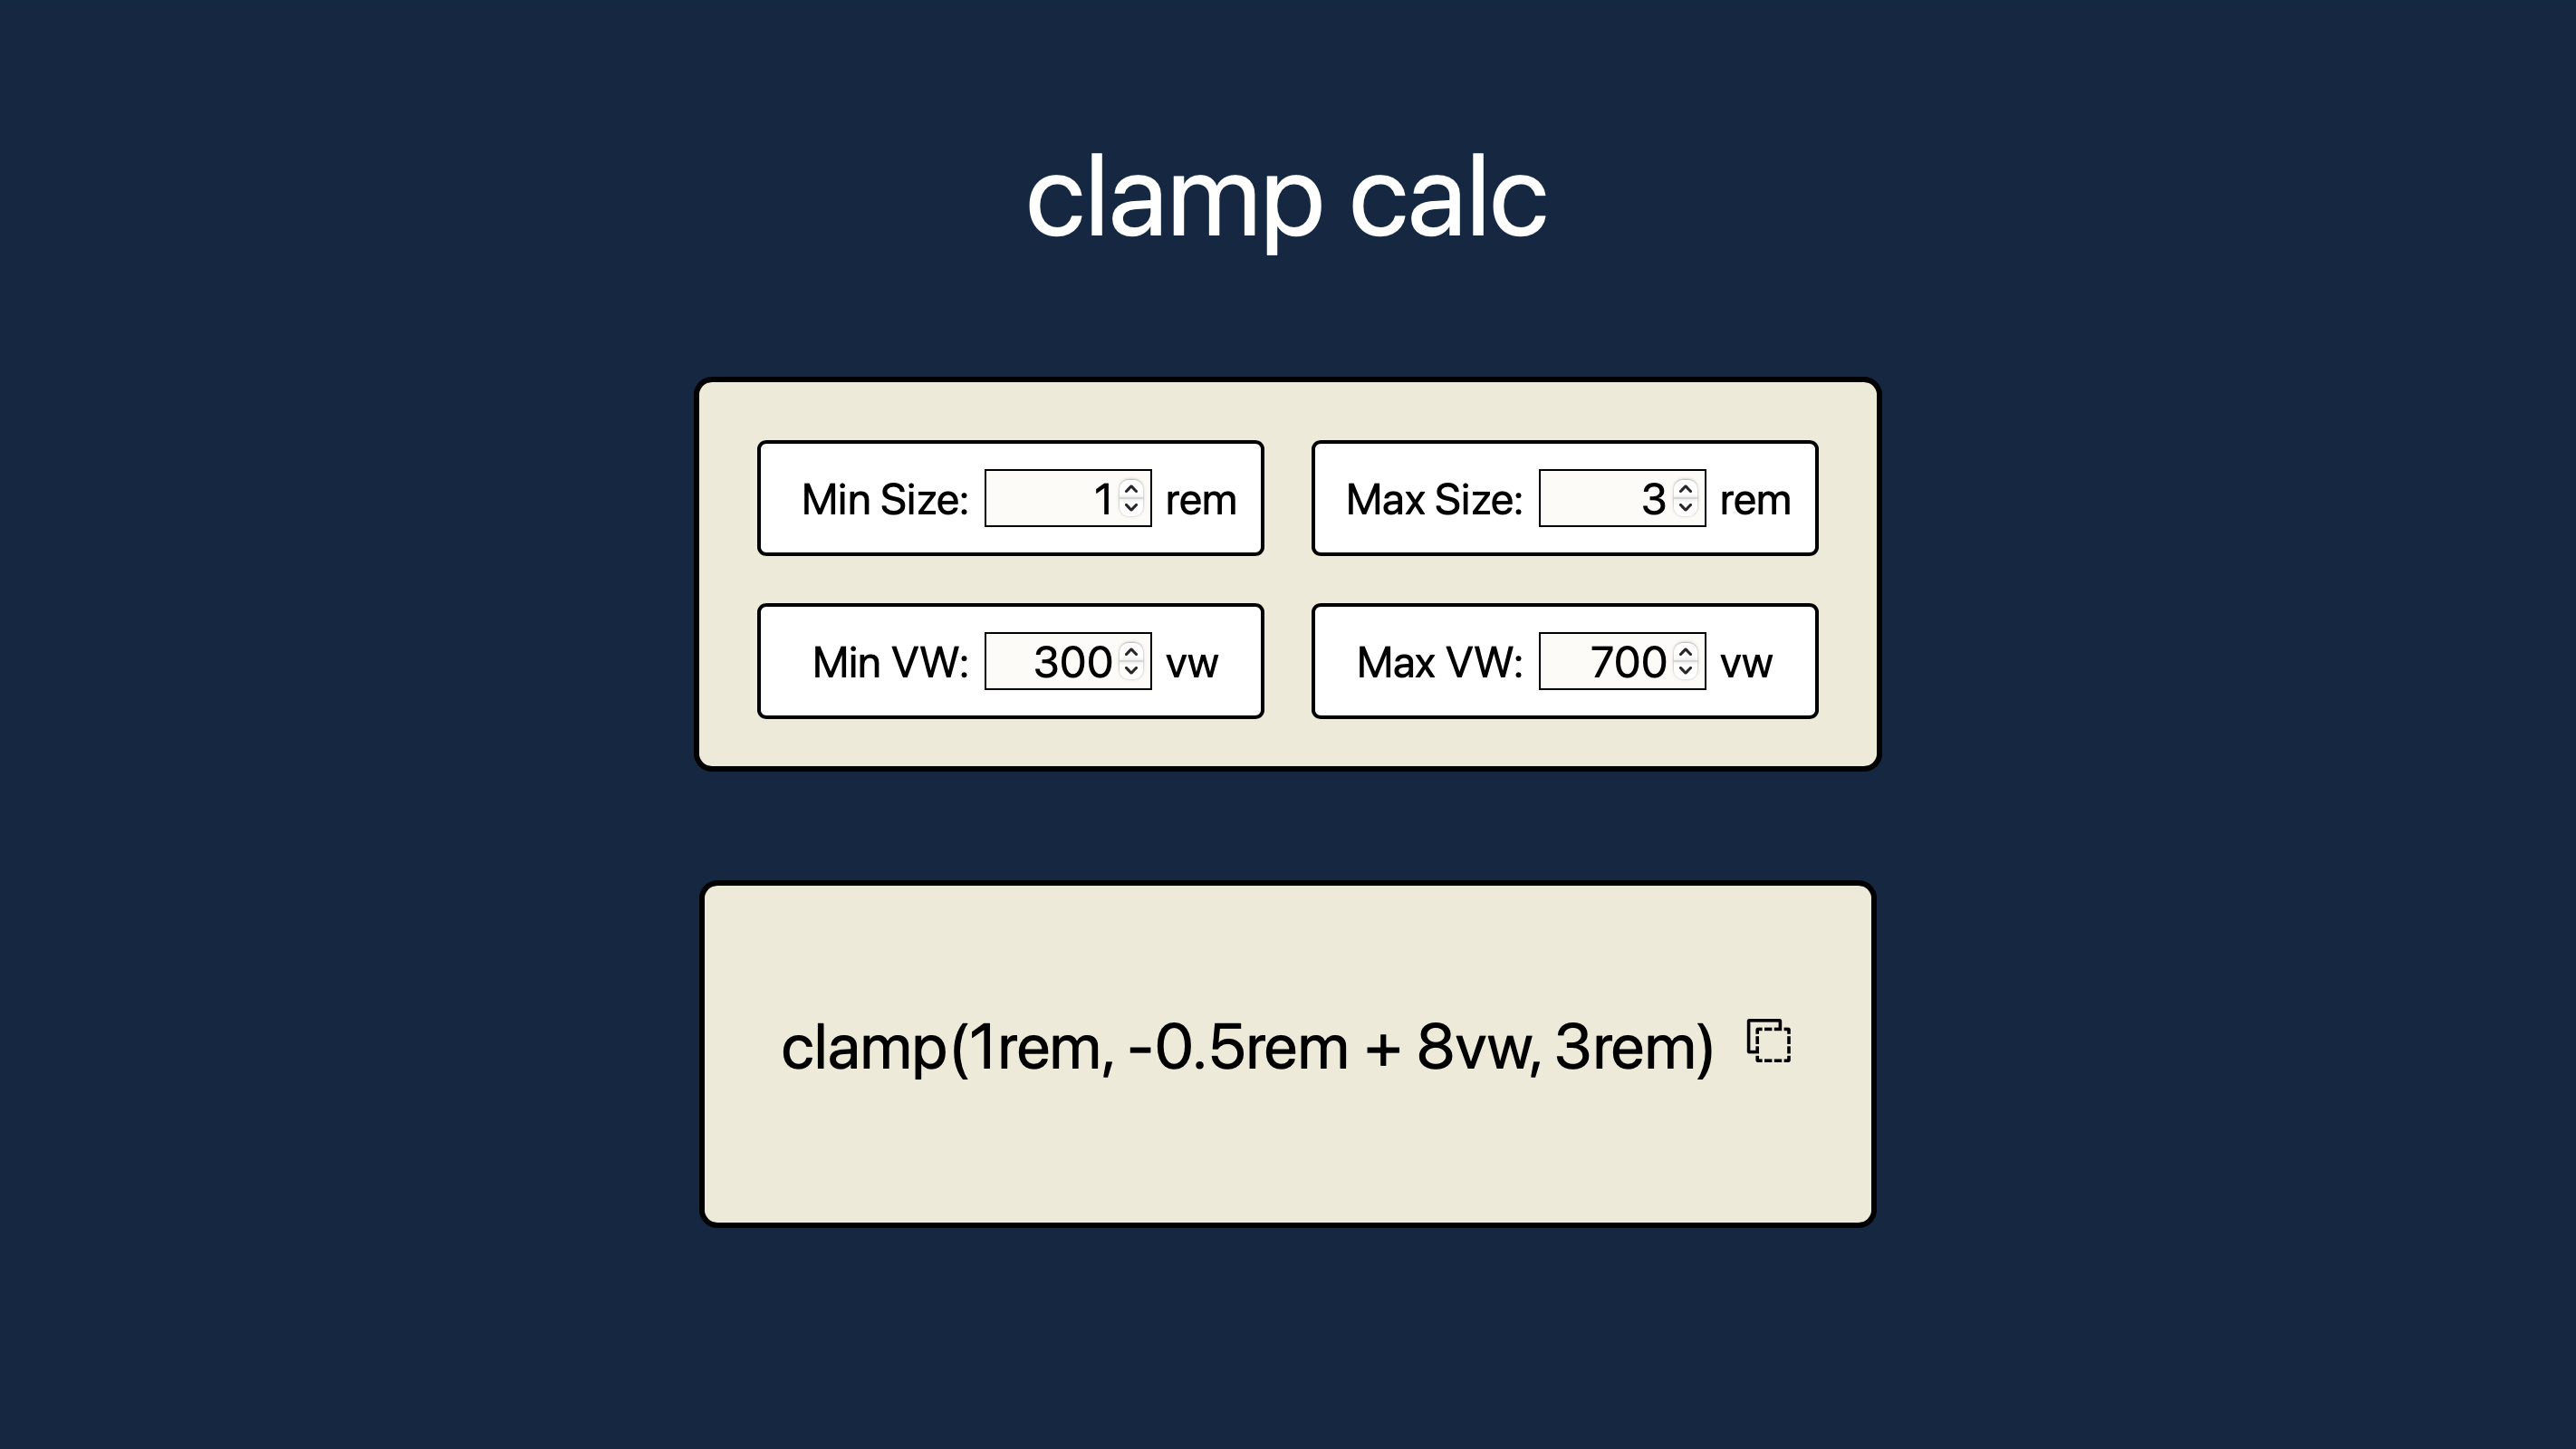 clamp calc
Min Size: 1 rem
Max Size: 3 rem
Min VW: 300 vw
Max VW: 700 vw
clamp(1rem, -0.5rem + 8vw, 3rem)